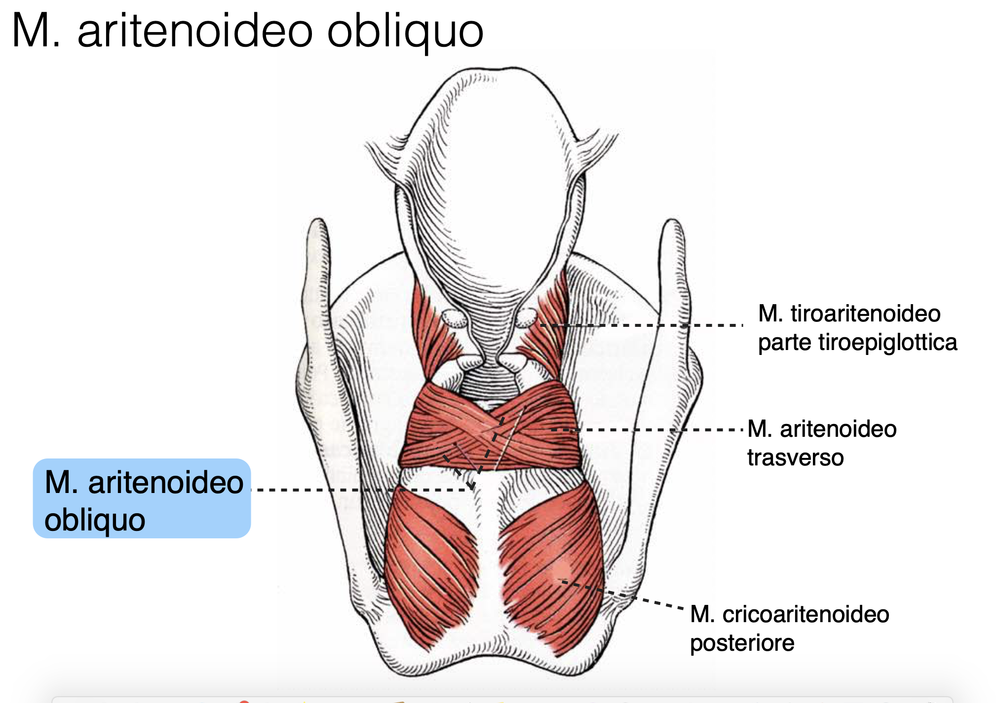 M. aritenoideo obliquo
M. tiroaritenoideo
parte tiroepiglottica
M. aritenoideo
trasverso
M. aritenoideo
obliquo
M. cricoaritenoideo
posteriore